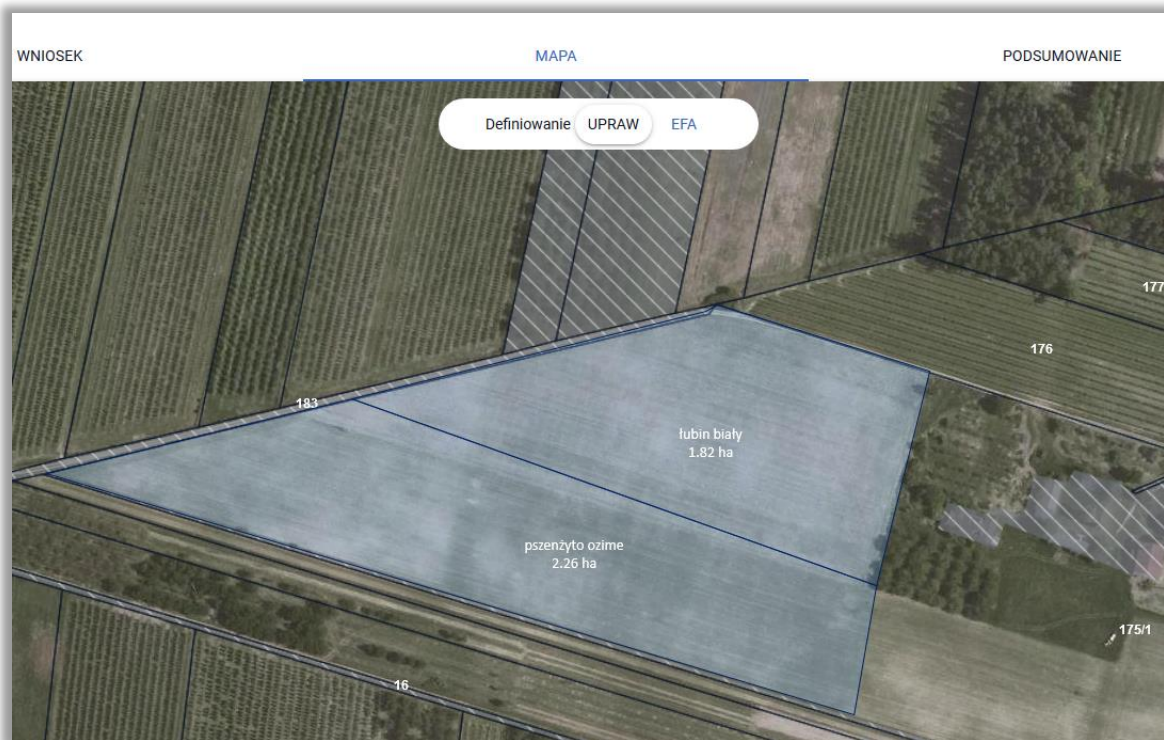 WNIOSEK
MAPA
PODSUMOWANIE
Definiowanie UPRAW EFA
177
176
183
łubin biały
1.82 ha
pszenżyto ozime
2.26 ha
175/1
16